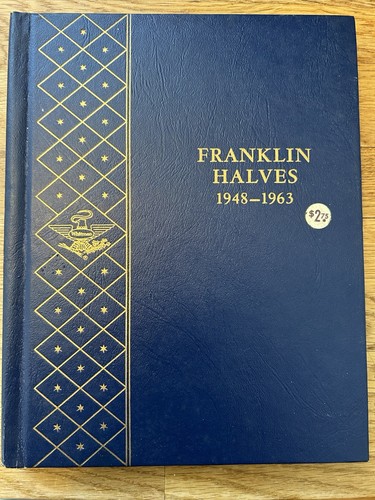 FRANKLIN
HALVES
1948–1963
$2.75